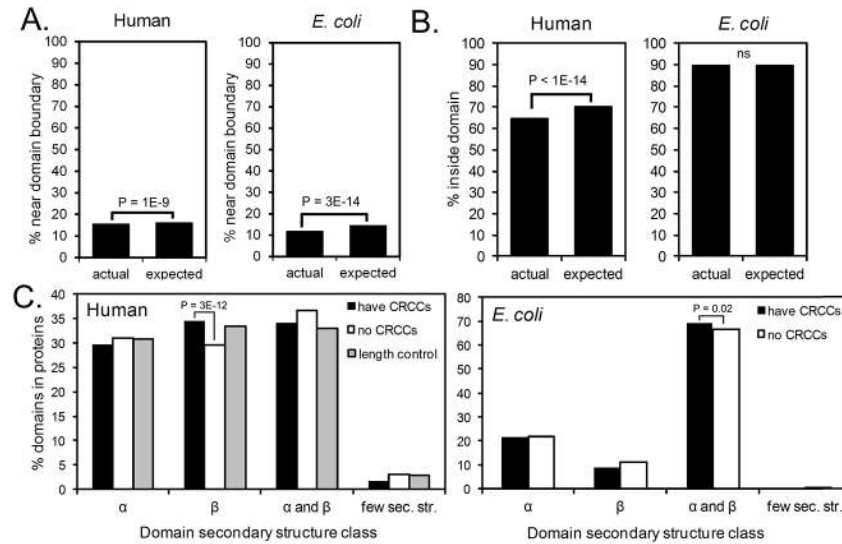 A.
Human
E. coli
% near domain boundary
100
90
80
70
60
50
40
30
20
10
0
P = 1E-9
actual
expected
% near domain boundary
100
90
80
70
60
50
40
30
20
10
0
P = 3E-14
actual
expected
B.
Human
E. coli
% inside domain
100
90
80
70
60
50
40
30
20
10
0
P < 1E-14
actual
expected
100
90
80
70
60
50
40
30
20
10
0
ns
actual
expected
C.
% domains in proteins
40
35
30
25
20
15
10
5
0
Human
P = 3E-12
have CRCCs
no CRCCs
length control
α
β
α and β
few sec. str.
Domain secondary structure class
80
70
60
50
40
30
20
10
0
E. coli
P = 0.02
have CRCCs
no CRCCs
α
β
α and β
few sec. str.
Domain secondary structure class